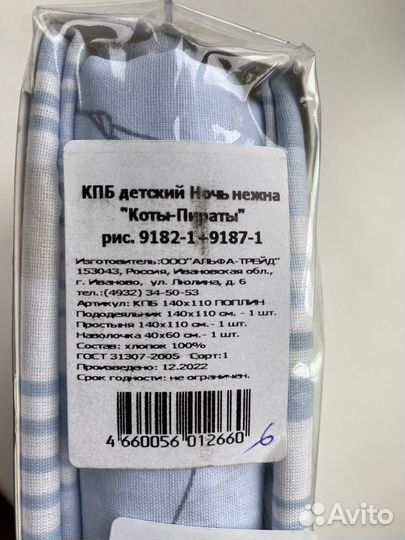 КПБ детский Ночь нежна
"Коты-Пираты"
рис. 9182-1+9187-1
Изготовитель:ООО"АЛЬФА-ТРЕЙД"
153043, Россия, Ивановская обл.,
г. Иваново, ул. Люлина, д. 6
тел.:(4932) 34-50-53
Артикул: КПБ 140х110 ПОПЛИН
Пододеяльник 140х110 см. - 1 шт.
Простыня 140х110 см.- 1 шт.
Наволочка 40х60 см.- 1 шт.
Состав: хлопок 100%
ГОСТ 31307-2005 Сорт:1
Произведено: 12.2022
Срок годности: не ограничен.
4 660056 012660
6
Avito